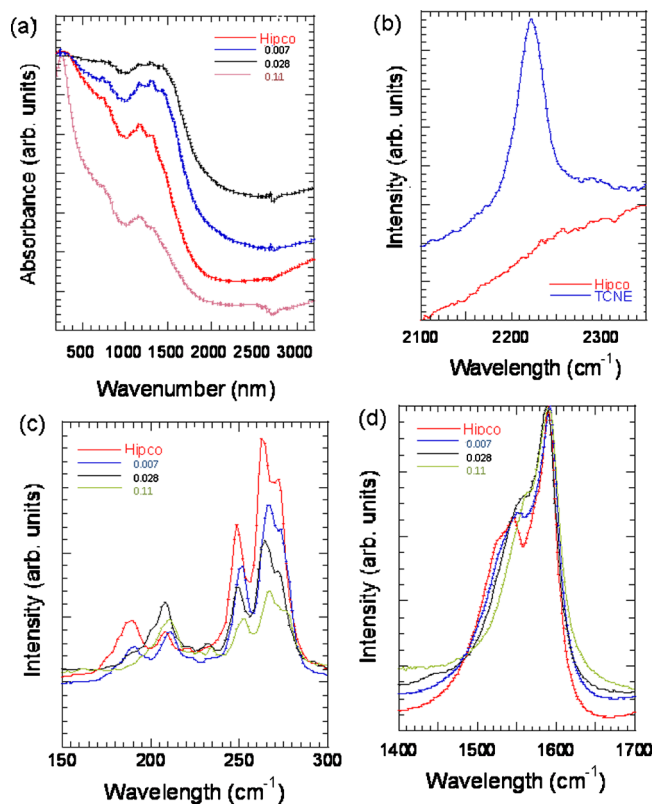 (a)
Hipco
0.007
0.028
0.11
Absorbance (arb. units)
500 1000 1500 2000 2500 3000
Wavenumber (nm)
(b)
Intensity (arb. units)
Hipco
TCNE
2100 2200 2300
Wavelength (cm-1)
(c)
Hipco
0.007
0.028
0.11
Intensity (arb. units)
150 200 250 300
Wavelength (cm-1)
(d)
Hipco
0.007
0.028
0.11
Intensity (arb. units)
1400 1500 1600 1700
Wavelength (cm-1)